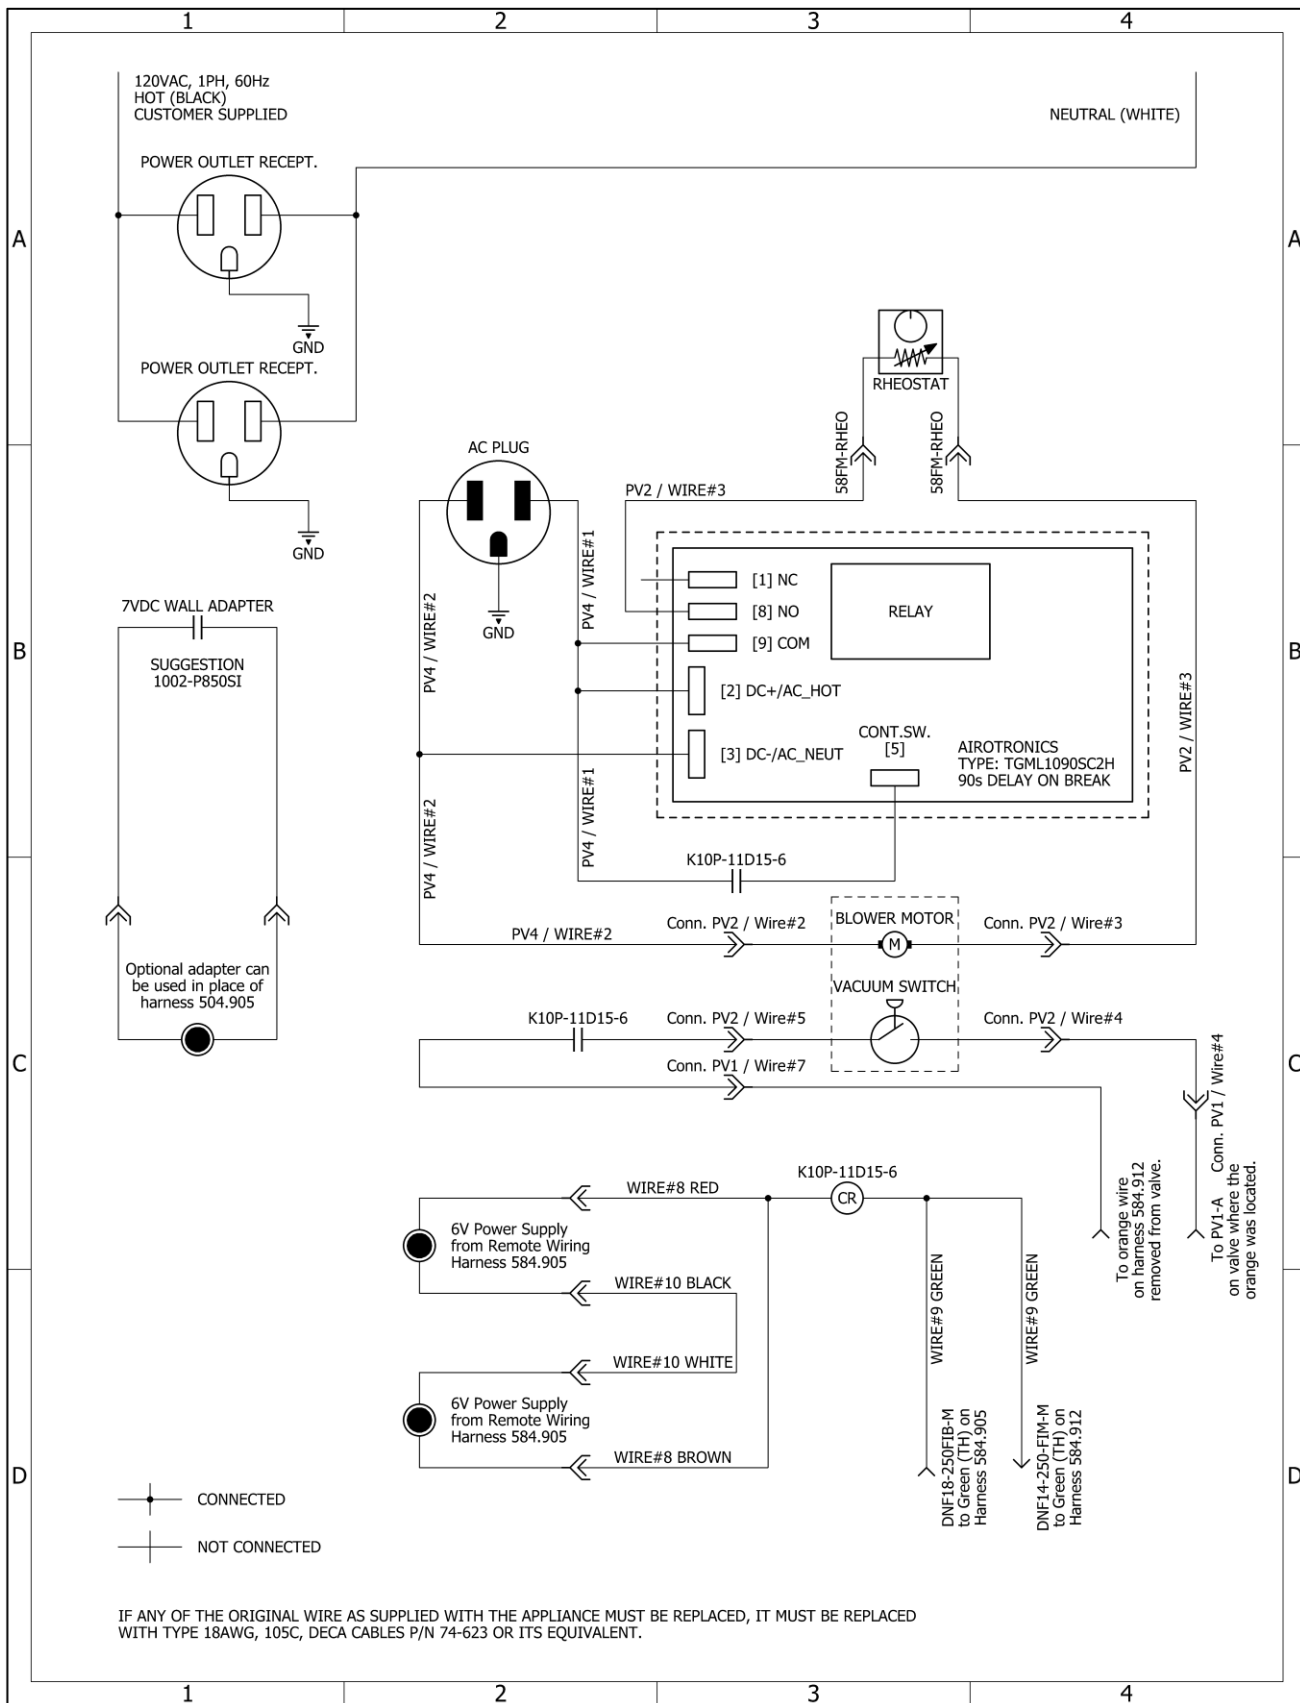 1
2
3
4
A
A
120VAC, 1PH, 60Hz
HOT (BLACK)
CUSTOMER SUPPLIED
NEUTRAL (WHITE)
POWER OUTLET RECEPT.
GND
POWER OUTLET RECEPT.
GND
RHEOSTAT
58FM-RHEO
58FM-RHEO
B
B
AC PLUG
GND
PV4 / WIRE#2
PV4 / WIRE#1
PV2 / WIRE#3
[1] NC
[8] NO
[9] COM
[2] DC+/AC_HOT
[3] DC-/AC_NEUT
RELAY
CONT.SW.
[5]
AIROTRONICS
TYPE: TGML1090SC2H
90s DELAY ON BREAK
PV2 / WIRE#3
7VDC WALL ADAPTER
SUGGESTION
1002-P850SI
PV4 / WIRE#2
PV4 / WIRE#1
K10P-11D15-6
C
C
Optional adapter can
be used in place of
harness 504.905
PV4 / WIRE#2
Conn. PV2 / Wire#2
BLOWER MOTOR
M
Conn. PV2 / Wire#3
VACUUM SWITCH
K10P-11D15-6
Conn. PV2 / Wire#5
Conn. PV2 / Wire#4
Conn. PV1 / Wire#7
To orange wire
on harness 584.912
removed from valve.
Conn. PV1 / Wire#4
To PV1-A
on valve where the
orange was located.
K10P-11D15-6
CR
WIRE#8 RED
6V Power Supply
from Remote Wiring
Harness 584.905
WIRE#10 BLACK
WIRE#10 WHITE
6V Power Supply
from Remote Wiring
Harness 584.905
WIRE#8 BROWN
WIRE#9 GREEN
WIRE#9 GREEN
DNF18-250FIB-M
to Green (TH) on
Harness 584.905
DNF14-250-FIM-M
to Green (TH) on
Harness 584.912
D
D
CONNECTED
NOT CONNECTED
IF ANY OF THE ORIGINAL WIRE AS SUPPLIED WITH THE APPLIANCE MUST BE REPLACED, IT MUST BE REPLACED
WITH TYPE 18AWG, 105C, DECA CABLES P/N 74-623 OR ITS EQUIVALENT.
1
2
3
4